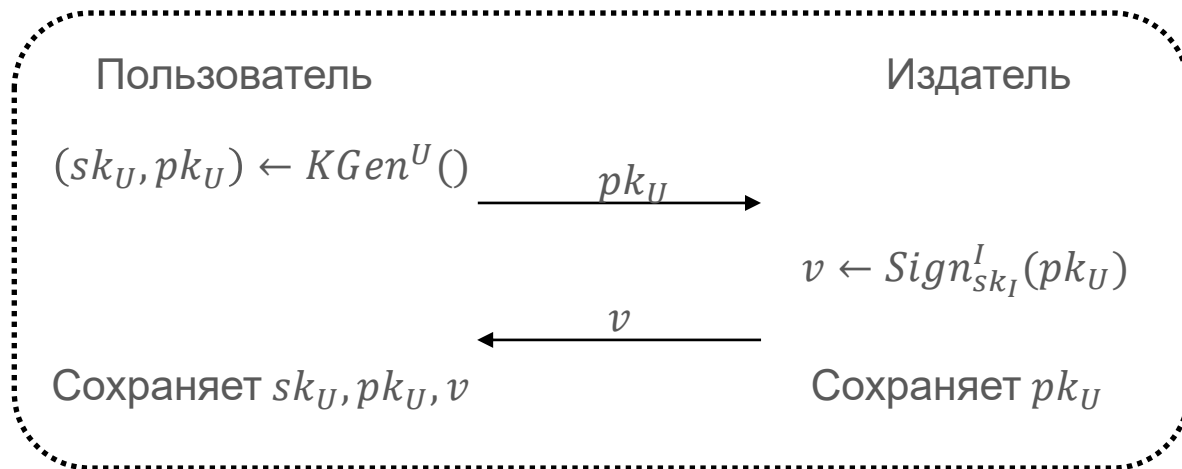 Пользователь Издатель
(sk_U, pk_U) ← KGen^U()
pk_U
v ← Sign^I_{sk_I}(pk_U)
v
Сохраняет sk_U, pk_U, v Сохраняет pk_U